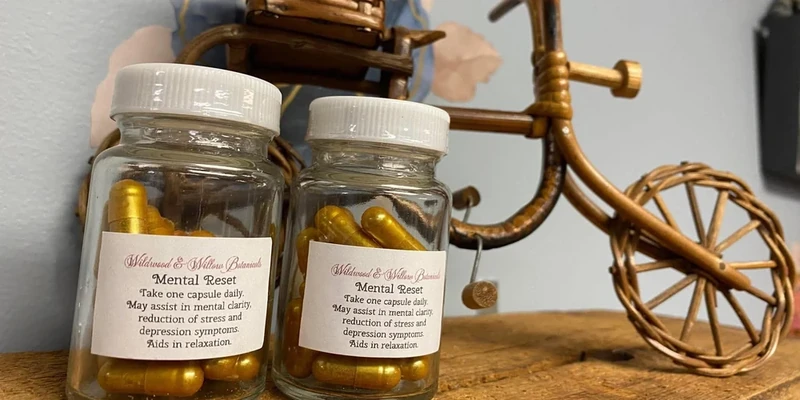 Wildwood & Willow Botanicals
Mental Reset
Take one capsule daily.
May assist in mental clarity,
reduction of stress and
depression symptoms.
Aids in relaxation.
Wildwood & Willow Botanicals
Mental Reset
Take one capsule daily.
May assist in mental clarity,
reduction of stress and
depression symptoms.
Aids in relaxation.